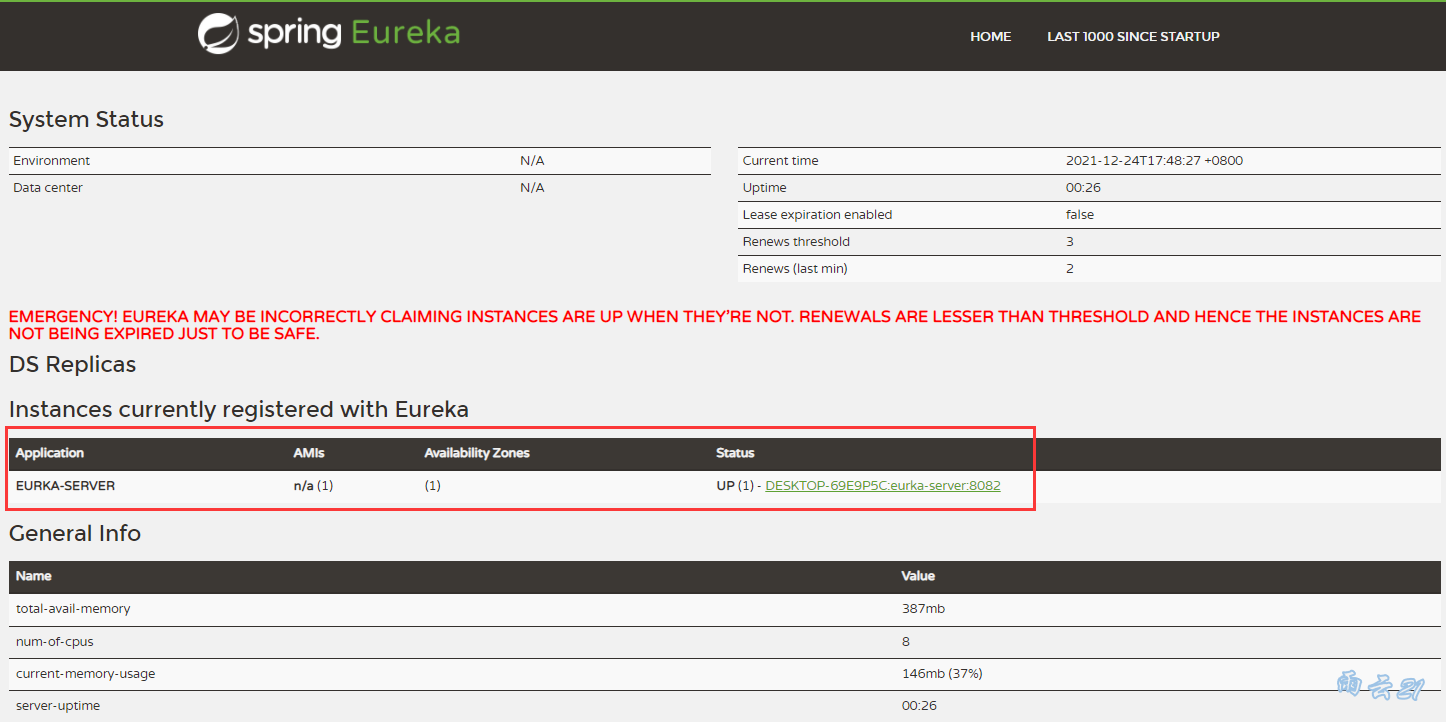 spring Eureka HOME LAST 1000 SINCE STARTUP
System Status
Environment N/A Current time 2021-12-24T17:48:27 +0800
Data center N/A Uptime 00:26
Lease expiration enabled false
Renews threshold 3
Renews (last min) 2
EMERGENCY! EUREKA MAY BE INCORRECTLY CLAIMING INSTANCES ARE UP WHEN THEY'RE NOT. RENEWALS ARE LESSER THAN THRESHOLD AND HENCE THE INSTANCES ARE
NOT BEING EXPIRED JUST TO BE SAFE.
DS Replicas
Instances currently registered with Eureka
Application AMIs Availability Zones Status
EURKA-SERVER n/a (1) (1) UP (1) - DESKTOP-69E9P5C:eurka-server:8082
General Info
Name Value
total-avail-memory 387mb
num-of-cpus 8
current-memory-usage 146mb (37%)
server-uptime 00:26
雨云21